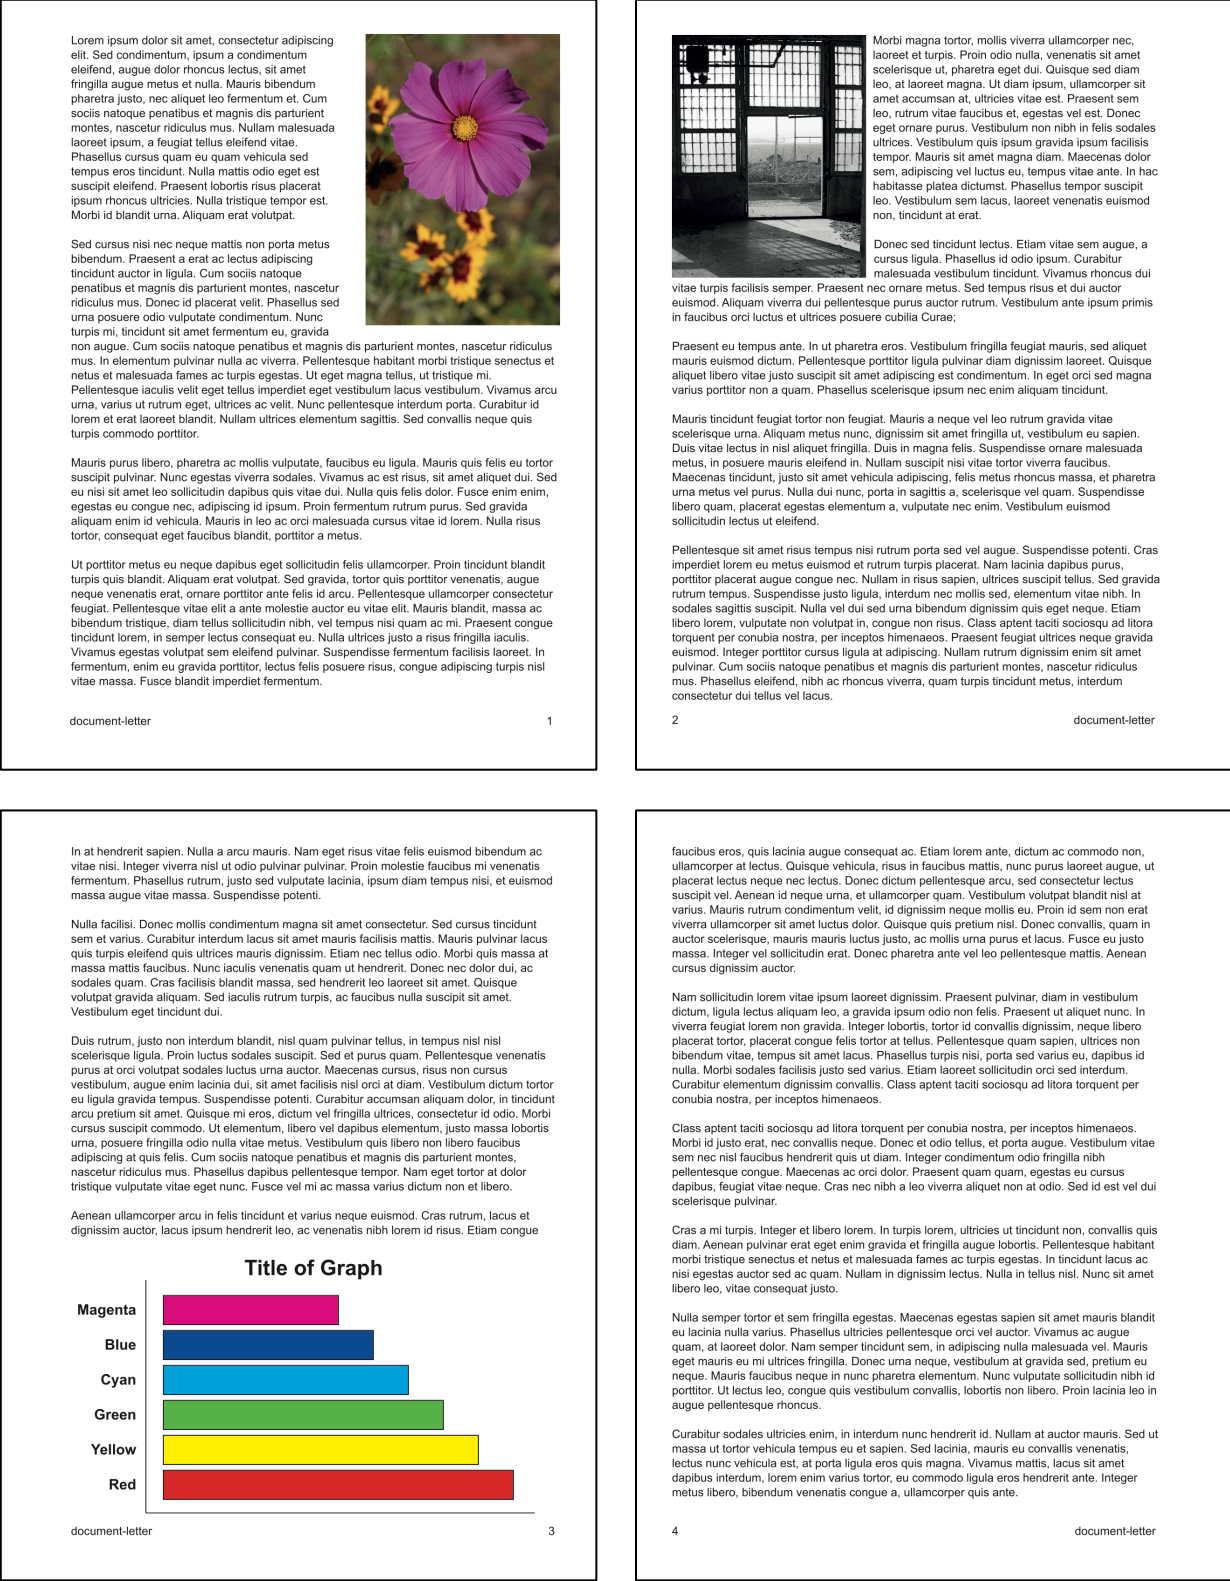 Lorem ipsum dolor sit amet, consectetur adipiscing
elit. Sed condimentum, ipsum a condimentum
eleifend, augue dolor rhoncus lectus, sit amet
fringilla augue metus et nulla. Mauris bibendum
pharetra justo, nec aliquet leo fermentum et. Cum
sociis natoque penatibus et magnis dis parturient
montes, nascetur ridiculus mus. Nullam malesuada
laoreet ipsum, a feugiat tellus eleifend vitae.
Phasellus cursus quam eu quam vehicula sed
tempus eros tincidunt. Nulla mattis odio eget est
suscipit eleifend. Praesent lobortis risus placerat
ipsum rhoncus ultricies. Nulla tristique tempor est.
Morbi id blandit urna. Aliquam erat volutpat.
Sed cursus nisi nec neque mattis non porta metus
bibendum. Praesent a erat ac lectus adipiscing
tincidunt auctor in ligula. Cum sociis natoque
penatibus et magnis dis parturient montes, nascetur
ridiculus mus. Donec id placerat velit. Phasellus sed
urna posuere odio vulputate condimentum. Nunc
turpis mi, tincidunt sit amet fermentum eu, gravida
non augue. Cum sociis natoque penatibus et magnis dis parturient montes, nascetur ridiculus
mus. In elementum pulvinar nulla ac viverra. Pellentesque habitant morbi tristique senectus et
netus et malesuada fames ac turpis egestas. Ut eget magna tellus, ut tristique mi.
Pellentesque iaculis velit eget tellus imperdiet eget vestibulum lacus vestibulum. Vivamus arcu
urna, varius ut rutrum eget, ultrices ac velit. Nunc pellentesque interdum porta. Curabitur id
lorem et erat laoreet blandit. Nullam ultrices elementum sagittis. Sed convallis neque quis
turpis commodo porttitor.
Mauris purus libero, pharetra ac mollis vulputate, faucibus eu ligula. Mauris quis felis eu tortor
suscipit pulvinar. Nunc egestas viverra sodales. Vivamus ac est risus, sit amet aliquet dui. Sed
eu nisi sit amet leo sollicitudin dapibus quis vitae dui. Nulla quis felis dolor. Fusce enim enim,
egestas eu congue nec, adipiscing id ipsum. Proin fermentum rutrum purus. Sed gravida
aliquam enim id vehicula. Mauris in leo ac orci malesuada cursus vitae id lorem. Nulla risus
tortor, consequat eget faucibus blandit, porttitor a metus.
Ut porttitor metus eu neque dapibus eget sollicitudin felis ullamcorper. Proin tincidunt blandit
turpis quis blandit. Aliquam erat volutpat. Sed gravida, tortor quis porttitor venenatis, augue
neque venenatis erat, ornare porttitor ante felis id arcu. Pellentesque ullamcorper consectetur
feugiat. Pellentesque vitae elit a ante molestie auctor eu vitae elit. Mauris blandit, massa ac
bibendum tristique, diam tellus sollicitudin nibh, vel tempus nisi quam ac mi. Praesent congue
tincidunt lorem, in semper lectus consequat eu. Nulla ultrices justo a risus fringilla iaculis.
Vivamus egestas volutpat sem eleifend pulvinar. Suspendisse fermentum facilisis laoreet. In
fermentum, enim eu gravida porttitor, lectus felis posuere risus, congue adipiscing turpis nisl
vitae massa. Fusce blandit imperdiet fermentum.
document-letter 1
Morbi magna tortor, mollis viverra ullamcorper nec,
laoreet et turpis. Proin odio nulla, venenatis sit amet
scelerisque ut, pharetra eget dui. Quisque sed diam
leo, at laoreet magna. Ut diam ipsum, ullamcorper sit
amet accumsan at, ultricies vitae est. Praesent sem
leo, rutrum vitae faucibus et, egestas vel est. Donec
eget ornare purus. Vestibulum non nibh in felis sodales
ultrices. Vestibulum quis ipsum gravida ipsum facilisis
tempor. Mauris sit amet magna diam. Maecenas dolor
sem, adipiscing vel luctus eu, tempus vitae ante. In hac
habitasse platea dictumst. Phasellus tempor suscipit
leo. Vestibulum sem lacus, laoreet venenatis euismod
non, tincidunt at erat.
Donec sed tincidunt lectus. Etiam vitae sem augue, a
cursus ligula. Phasellus id odio ipsum. Curabitur
malesuada vestibulum tincidunt. Vivamus rhoncus dui
vitae turpis facilisis semper. Praesent nec ornare metus. Sed tempus risus et dui auctor
euismod. Aliquam viverra dui pellentesque purus auctor rutrum. Vestibulum ante ipsum primis
in faucibus orci luctus et ultrices posuere cubilia Curae;
Praesent eu tempus ante. In ut pharetra eros. Vestibulum fringilla feugiat mauris, sed aliquet
mauris euismod dictum. Pellentesque porttitor ligula pulvinar diam dignissim laoreet. Quisque
aliquet libero vitae justo suscipit sit amet adipiscing est condimentum. In eget orci sed magna
varius porttitor non a quam. Phasellus scelerisque ipsum nec enim aliquam tincidunt.
Mauris tincidunt feugiat tortor non feugiat. Mauris a neque vel leo rutrum gravida vitae
scelerisque urna. Aliquam metus nunc, dignissim sit amet fringilla ut, vestibulum eu sapien.
Duis vitae lectus in nisl aliquet fringilla. Duis in magna felis. Suspendisse ornare malesuada
metus, in posuere mauris eleifend in. Nullam suscipit nisi vitae tortor viverra faucibus.
Maecenas tincidunt, justo sit amet vehicula adipiscing, felis metus rhoncus massa, et pharetra
urna metus vel purus. Nulla dui nunc, porta in sagittis a, scelerisque vel quam. Suspendisse
libero quam, placerat egestas elementum a, vulputate nec enim. Vestibulum euismod
sollicitudin lectus ut eleifend.
Pellentesque sit amet risus tempus nisi rutrum porta sed vel augue. Suspendisse potenti. Cras
imperdiet lorem eu metus euismod et rutrum turpis placerat. Nam lacinia dapibus purus,
porttitor placerat augue congue nec. Nullam in risus sapien, ultrices suscipit tellus. Sed gravida
rutrum tempus. Suspendisse justo ligula, interdum nec mollis sed, elementum vitae nibh. In
sodales sagittis suscipit. Nulla vel dui sed urna bibendum dignissim quis eget neque. Etiam
libero lorem, vulputate non volutpat in, congue non risus. Class aptent taciti sociosqu ad litora
torquent per conubia nostra, per inceptos himenaeos. Praesent feugiat ultrices neque gravida
euismod. Integer porttitor cursus ligula at adipiscing. Nullam rutrum dignissim enim sit amet
pulvinar. Cum sociis natoque penatibus et magnis dis parturient montes, nascetur ridiculus
mus. Phasellus eleifend, nibh ac rhoncus viverra, quam turpis tincidunt metus, interdum
consectetur dui tellus vel lacus.
2 document-letter
In at hendrerit sapien. Nulla a arcu mauris. Nam eget risus vitae felis euismod bibendum ac
vitae nisi. Integer viverra nisl ut odio pulvinar pulvinar. Proin molestie faucibus mi venenatis
fermentum. Phasellus rutrum, justo sed vulputate lacinia, ipsum diam tempus nisi, et euismod
massa augue vitae massa. Suspendisse potenti.
Nulla facilisi. Donec mollis condimentum magna sit amet consectetur. Sed cursus tincidunt
sem et varius. Curabitur interdum lacus sit amet mauris facilisis mattis. Mauris pulvinar lacus
quis turpis eleifend quis ultrices mauris dignissim. Etiam nec tellus odio. Morbi quis massa at
massa mattis faucibus. Nunc iaculis venenatis quam ut hendrerit. Donec nec dolor dui, ac
sodales quam. Cras facilisis blandit massa, sed hendrerit leo laoreet sit amet. Quisque
volutpat gravida aliquam. Sed iaculis rutrum turpis, ac faucibus nulla suscipit sit amet.
Vestibulum eget tincidunt dui.
Duis rutrum, justo non interdum blandit, nisl quam pulvinar tellus, in tempus nisl nisl
scelerisque ligula. Proin luctus sodales suscipit. Sed et purus quam. Pellentesque venenatis
purus at orci volutpat sodales luctus urna auctor. Maecenas cursus, risus non cursus
vestibulum, augue enim lacinia dui, sit amet facilisis nisl orci at diam. Vestibulum dictum tortor
eu ligula gravida tempus. Suspendisse potenti. Curabitur accumsan aliquam dolor, in tincidunt
arcu pretium sit amet. Quisque mi eros, dictum vel fringilla ultrices, consectetur id odio. Morbi
cursus suscipit commodo. Ut elementum, libero vel dapibus elementum, justo massa lobortis
urna, posuere fringilla odio nulla vitae metus. Vestibulum quis libero non libero faucibus
adipiscing at quis felis. Cum sociis natoque penatibus et magnis dis parturient montes,
nascetur ridiculus mus. Phasellus dapibus pellentesque tempor. Nam eget tortor at dolor
tristique vulputate vitae eget nunc. Fusce vel mi ac massa varius dictum non et libero.
Aenean ullamcorper arcu in felis tincidunt et varius neque euismod. Cras rutrum, lacus et
dignissim auctor, lacus ipsum hendrerit leo, ac venenatis nibh lorem id risus. Etiam congue
Title of Graph
Magenta
Blue
Cyan
Green
Yellow
Red
document-letter 3
faucibus eros, quis lacinia augue consequat ac. Etiam lorem ante, dictum ac commodo non,
ullamcorper at lectus. Quisque vehicula, risus in faucibus mattis, nunc purus laoreet augue, ut
placerat lectus neque nec lectus. Donec dictum pellentesque arcu, sed consectetur lectus
suscipit vel. Aenean id neque urna, et ullamcorper quam. Vestibulum volutpat blandit nisl at
varius. Mauris rutrum condimentum velit, id dignissim neque mollis eu. Proin id sem non erat
viverra ullamcorper sit amet luctus dolor. Quisque quis pretium nisl. Donec convallis, quam in
auctor scelerisque, mauris mauris luctus justo, ac mollis urna purus et lacus. Fusce eu justo
massa. Integer vel sollicitudin erat. Donec pharetra ante vel leo pellentesque mattis. Aenean
cursus dignissim auctor.
Nam sollicitudin lorem vitae ipsum laoreet dignissim. Praesent pulvinar, diam in vestibulum
dictum, ligula lectus aliquam leo, a gravida ipsum odio non felis. Praesent ut aliquet nunc. In
viverra feugiat lorem non gravida. Integer lobortis, tortor id convallis dignissim, neque libero
placerat tortor, placerat congue felis tortor at tellus. Pellentesque quam sapien, ultrices non
bibendum vitae, tempus sit amet lacus. Phasellus turpis nisi, porta sed varius eu, dapibus id
nulla. Morbi sodales facilisis justo sed varius. Etiam laoreet sollicitudin orci sed interdum.
Curabitur elementum dignissim convallis. Class aptent taciti sociosqu ad litora torquent per
conubia nostra, per inceptos himenaeos.
Class aptent taciti sociosqu ad litora torquent per conubia nostra, per inceptos himenaeos.
Morbi id justo erat, nec convallis neque. Donec et odio tellus, et porta augue. Vestibulum vitae
sem nec nisl faucibus hendrerit quis ut diam. Integer condimentum odio fringilla nibh
pellentesque congue. Maecenas ac orci dolor. Praesent quam quam, egestas eu cursus
dapibus, feugiat vitae neque. Cras nec nibh a leo viverra aliquet non at odio. Sed id est vel dui
scelerisque pulvinar.
Cras a mi turpis. Integer et libero lorem. In turpis lorem, ultricies ut tincidunt non, convallis quis
diam. Aenean pulvinar erat eget enim gravida et fringilla augue lobortis. Pellentesque habitant
morbi tristique senectus et netus et malesuada fames ac turpis egestas. In tincidunt lacus ac
nisi egestas auctor sed ac quam. Nullam in dignissim lectus. Nulla in tellus nisl. Nunc sit amet
libero leo, vitae consequat justo.
Nulla semper tortor et sem fringilla egestas. Maecenas egestas sapien sit amet mauris blandit
eu lacinia nulla varius. Phasellus ultricies pellentesque orci vel auctor. Vivamus ac augue
quam, at laoreet dolor. Nam semper tincidunt sem, in adipiscing nulla malesuada vel. Mauris
eget mauris eu mi ultrices fringilla. Donec urna neque, vestibulum at gravida sed, pretium eu
neque. Mauris faucibus neque in nunc pharetra elementum. Nunc vulputate sollicitudin nibh id
porttitor. Ut lectus leo, congue quis vestibulum convallis, lobortis non libero. Proin lacinia leo in
augue pellentesque rhoncus.
Curabitur sodales ultricies enim, in interdum nunc hendrerit id. Nullam at auctor mauris. Sed ut
massa ut tortor vehicula tempus eu et sapien. Sed lacinia, mauris eu convallis venenatis,
lectus nunc vehicula est, at porta ligula eros quis magna. Vivamus mattis, lacus sit amet
dapibus interdum, lorem enim varius tortor, eu commodo ligula eros hendrerit ante. Integer
metus libero, bibendum venenatis congue a, ullamcorper quis ante.
4 document-letter